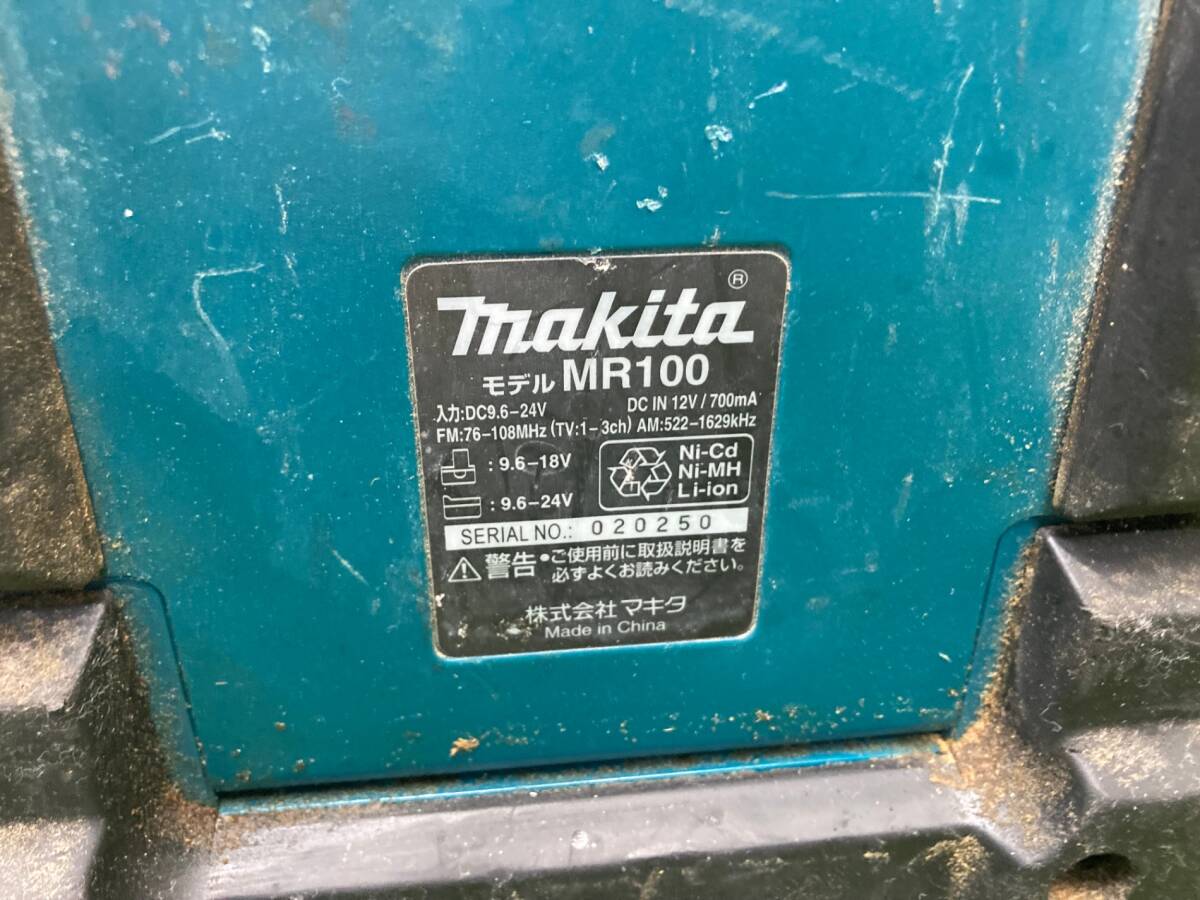 makita®
モデル MR100
入力:DC9.6-24V DC IN 12V / 700mA
FM:76-108MHz (TV:1-3ch) AM:522-1629kHz
: 9.6-18V
: 9.6-24V
Ni-Cd
Ni-MH
Li-ion
SERIAL NO.: 020250
警告 •ご使用前に取扱説明書を
必ずよくお読みください。
株式会社 マキタ
Made in China